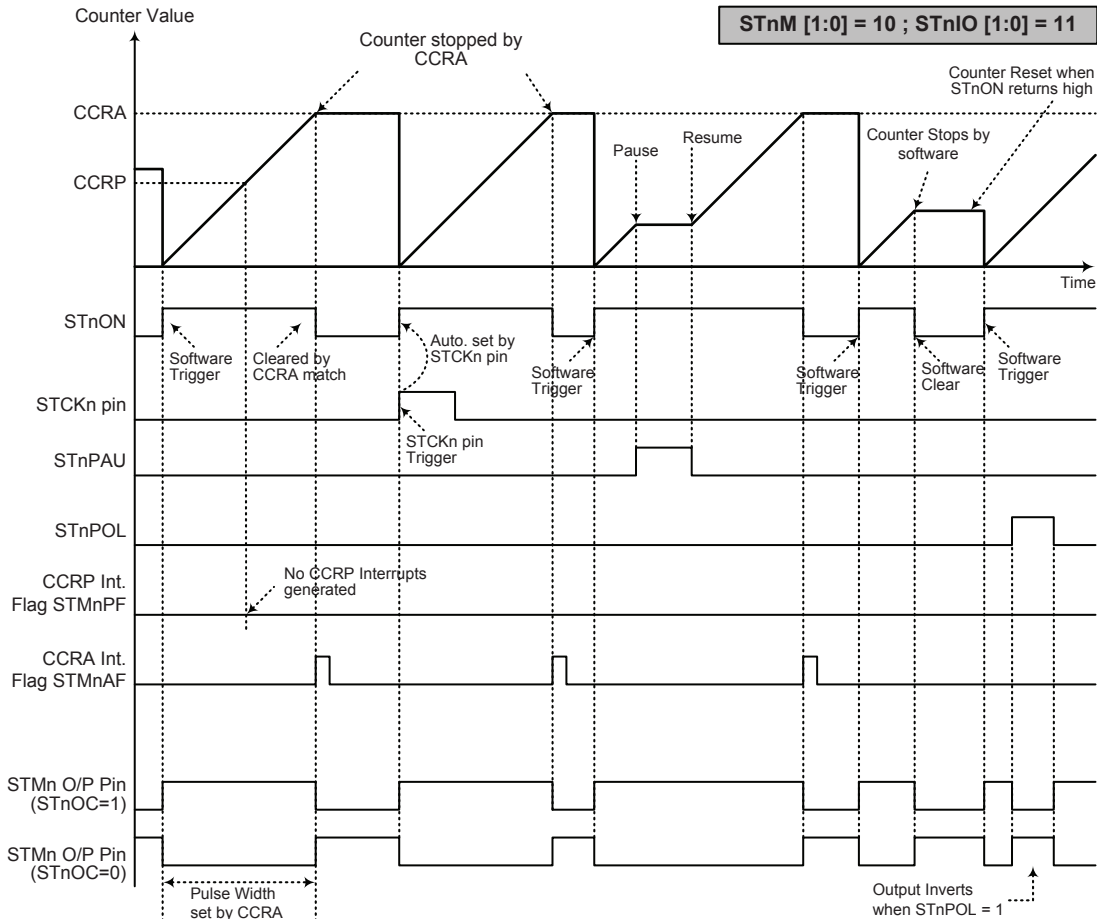 Counter Value
STnM [1:0] = 10 ; STnIO [1:0] = 11
Counter stopped by
CCRA
Counter Reset when
STnON returns high
CCRA
Pause
Resume
Counter Stops by
software
CCRP
Time
STnON
Software
Trigger
Cleared by
CCRA match
Auto. set by
STCKn pin
Software
Trigger
Software
Trigger
Software
Clear
Software
Trigger
STCKn pin
STCKn pin
Trigger
STnPAU
STnPOL
No CCRP Interrupts
generated
CCRP Int.
Flag STMnPF
CCRA Int.
Flag STMnAF
STMn O/P Pin
(STnOC=1)
STMn O/P Pin
(STnOC=0)
Pulse Width
set by CCRA
Output Inverts
when STnPOL = 1